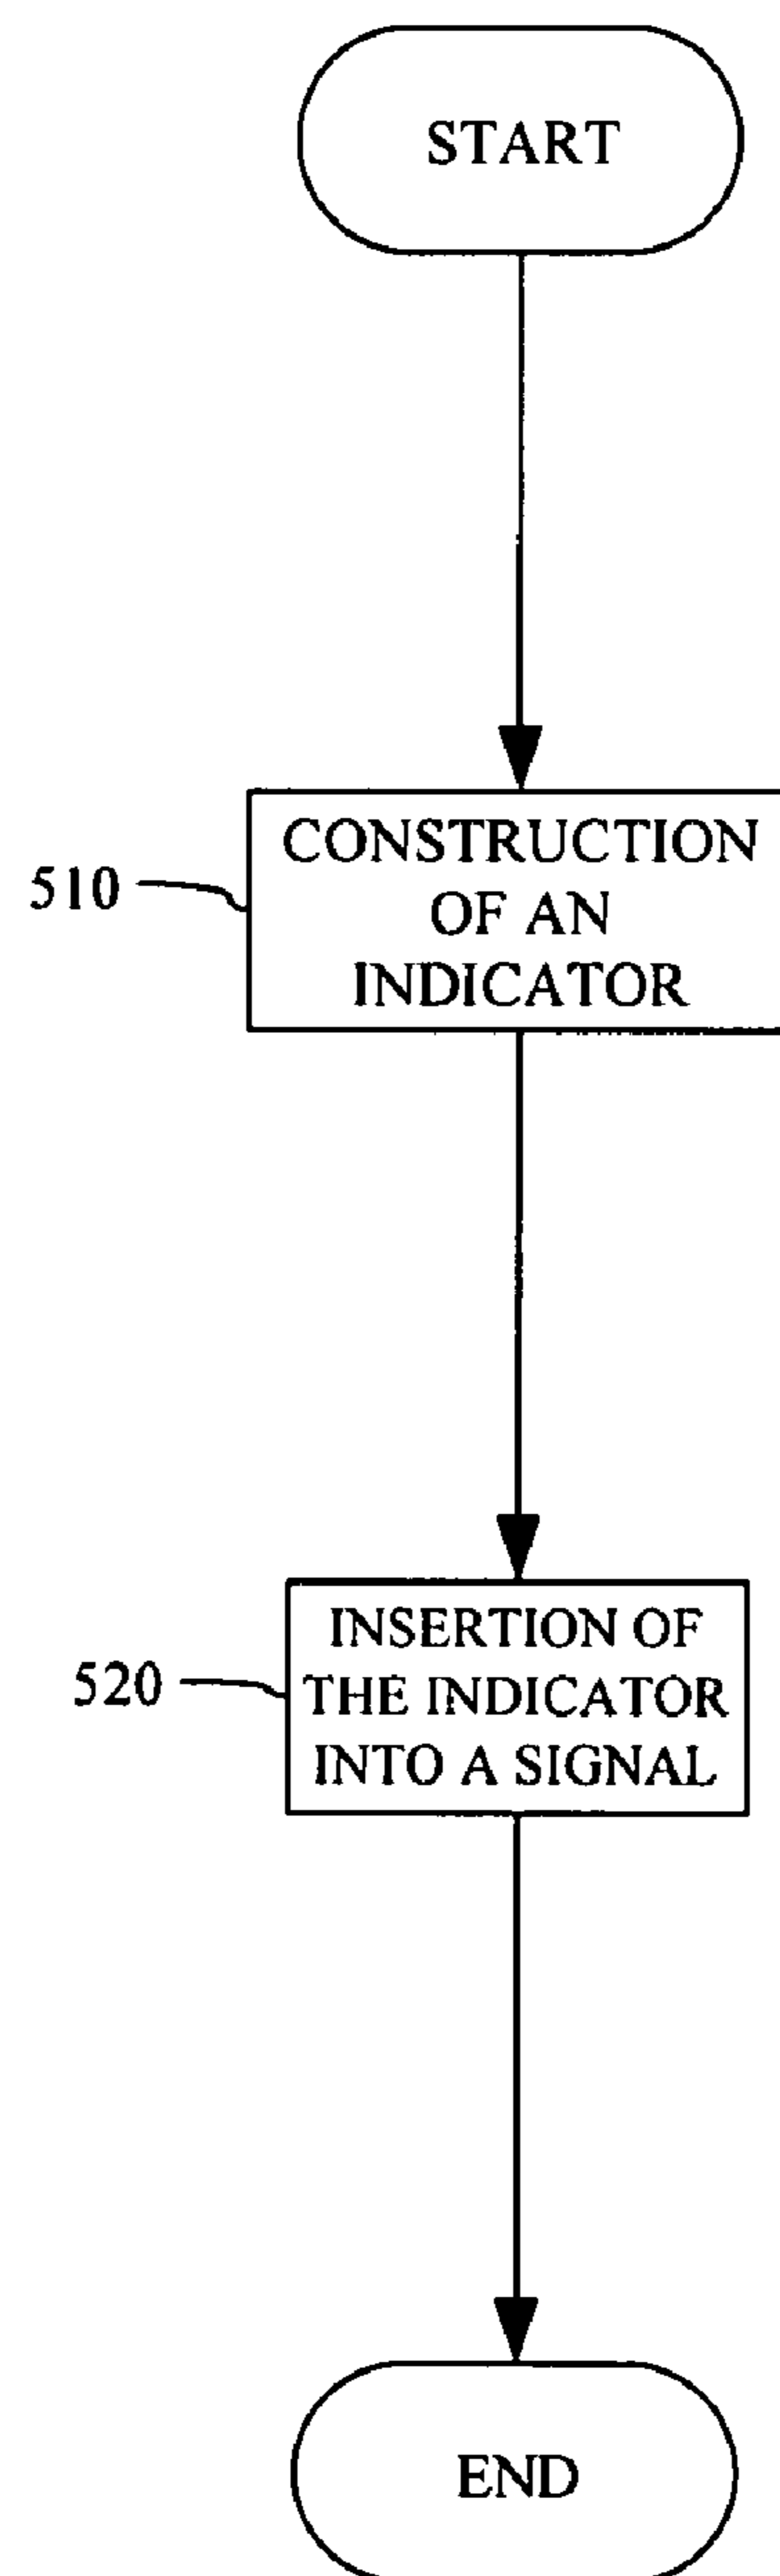 START
510
CONSTRUCTION
OF AN
INDICATOR
520
INSERTION OF
THE INDICATOR
INTO A SIGNAL
END